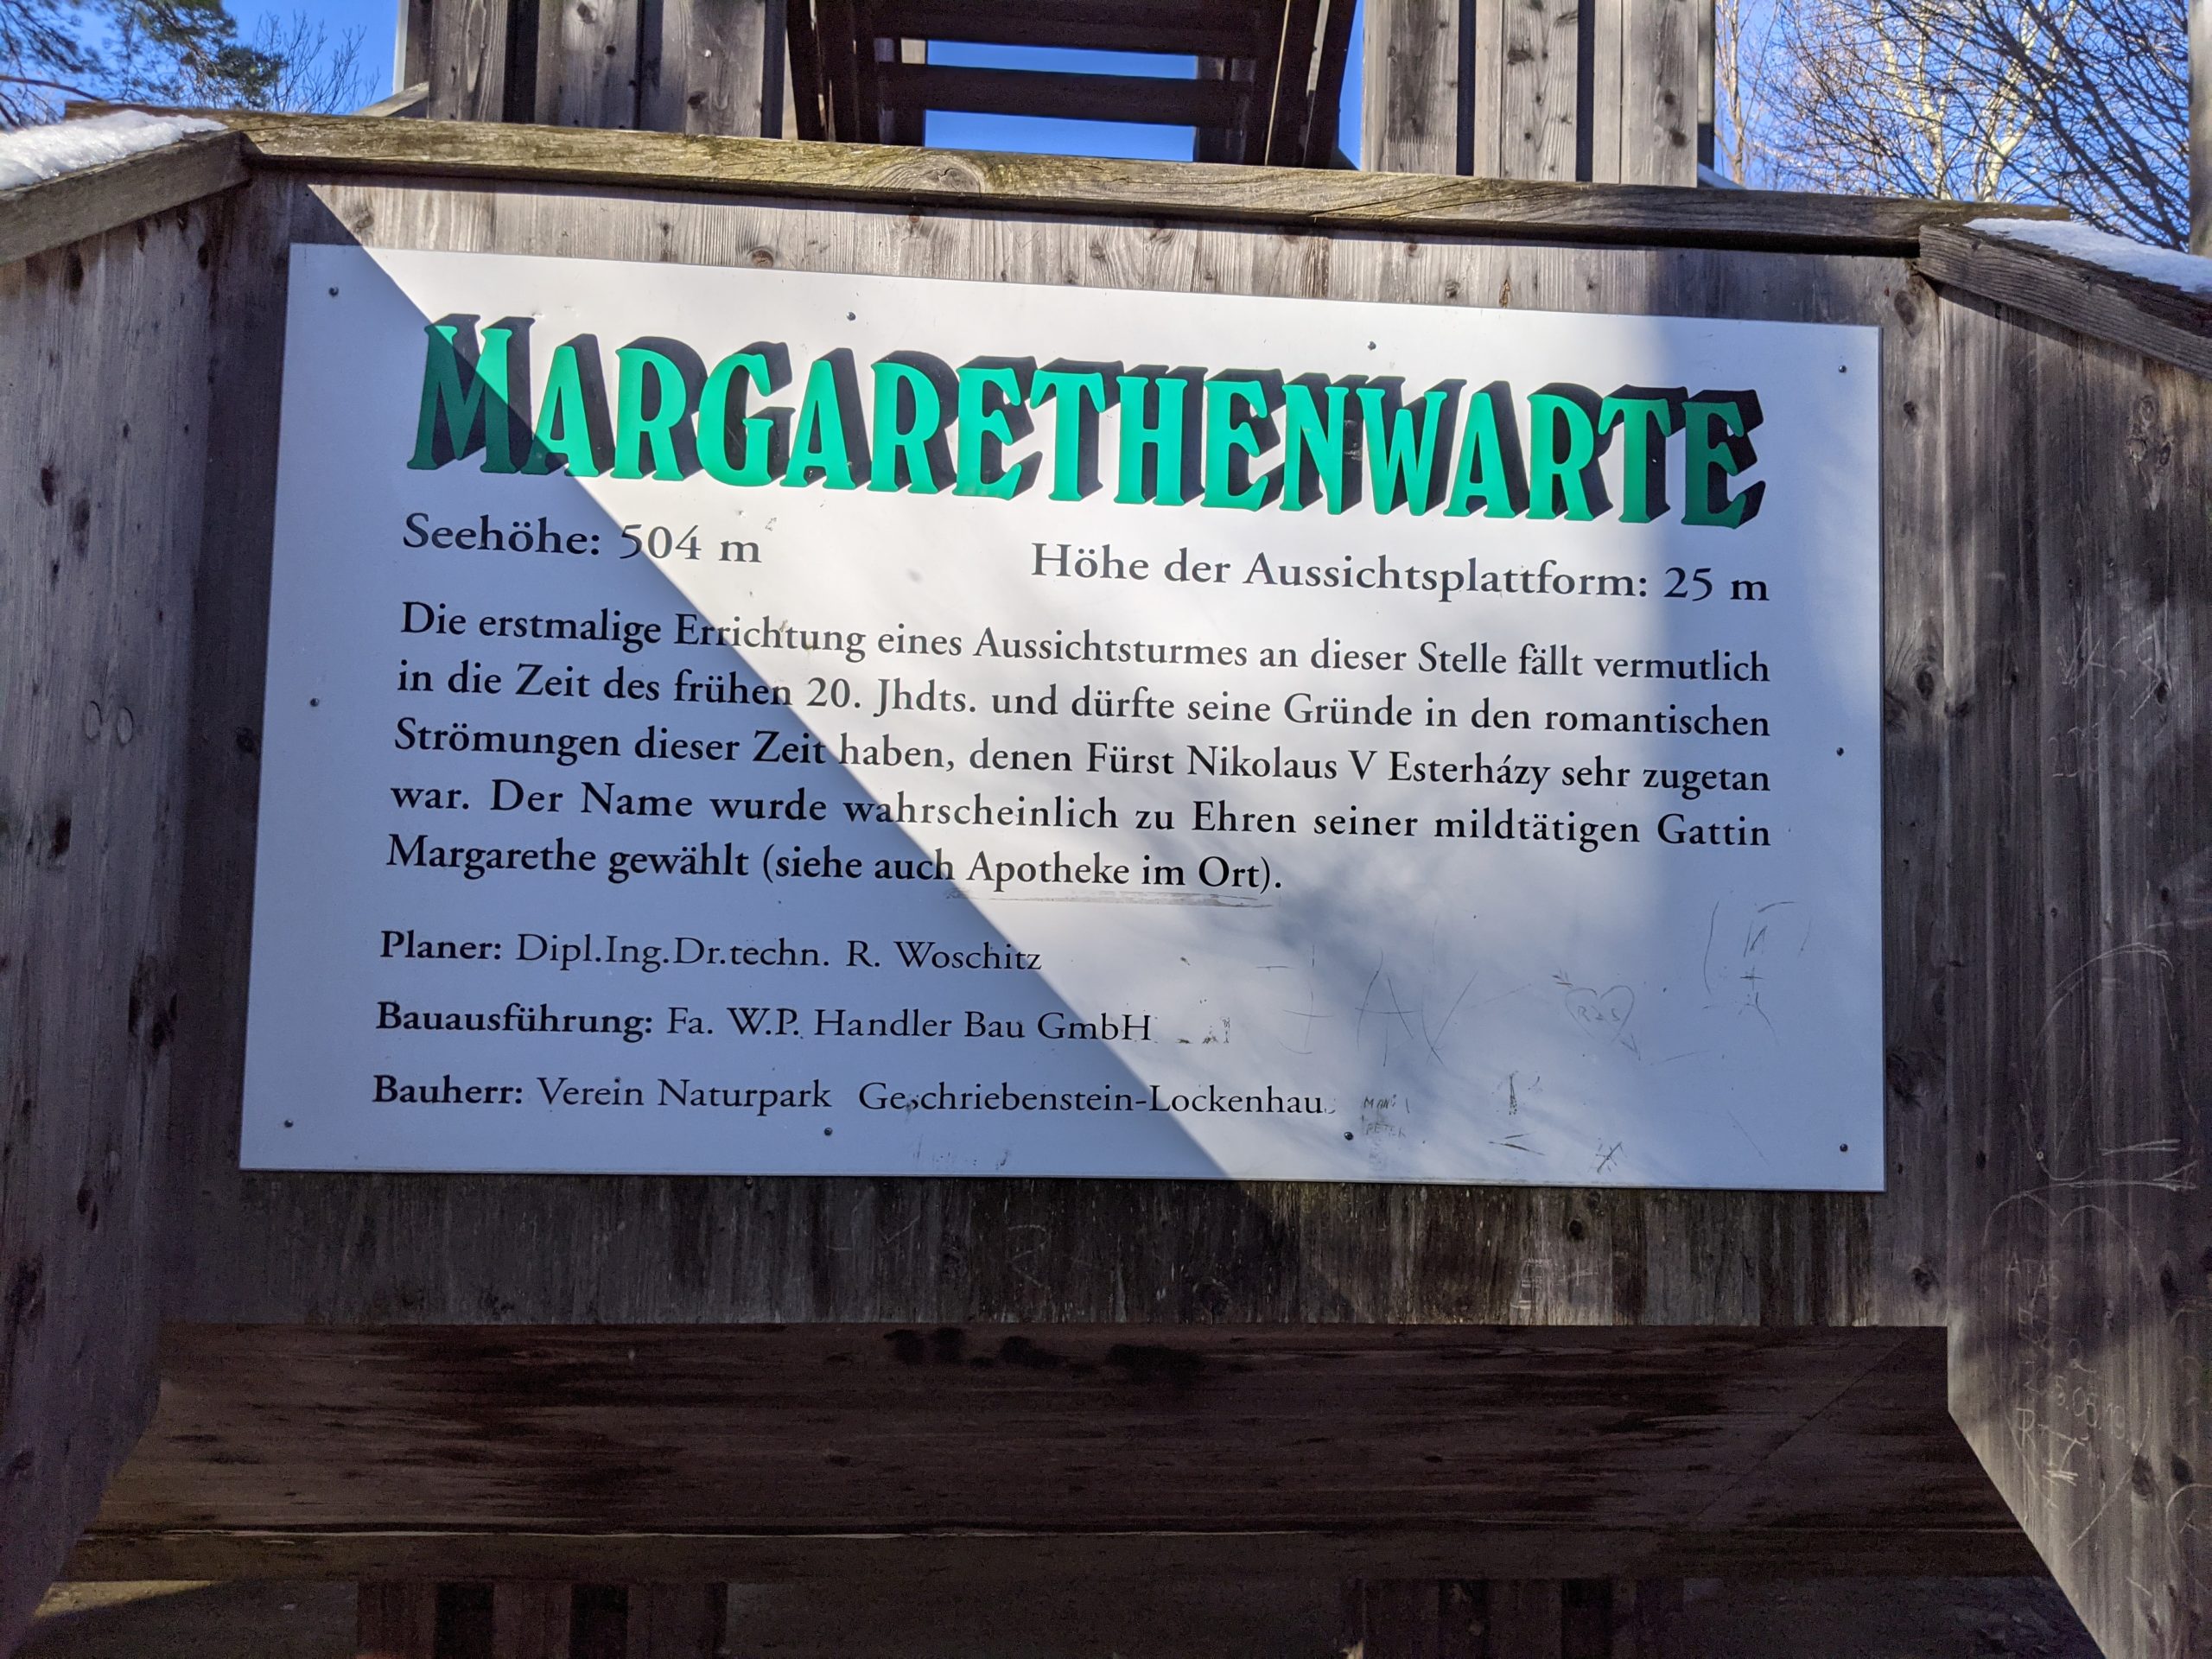 MARGARETHENWARTE
Seehöhe: 504 m
Höhe der Aussichtsplattform: 25 m
Die erstmalige Errichtung eines Aussichtsturmes an dieser Stelle fällt vermutlich
in die Zeit des frühen 20. Jhdts. und dürfte seine Gründe in den romantischen
Strömungen dieser Zeit haben, denen Fürst Nikolaus V Esterházy sehr zugetan
war. Der Name wurde wahrscheinlich zu Ehren seiner mildtätigen Gattin
Margarethe gewählt (siehe auch Apotheke im Ort).
Planer: Dipl.Ing.Dr.techn. R. Woschitz
Bauausführung: Fa. W.P. Handler Bau GmbH
Bauherr: Verein Naturpark Geschriebenstein-Lockenhaus